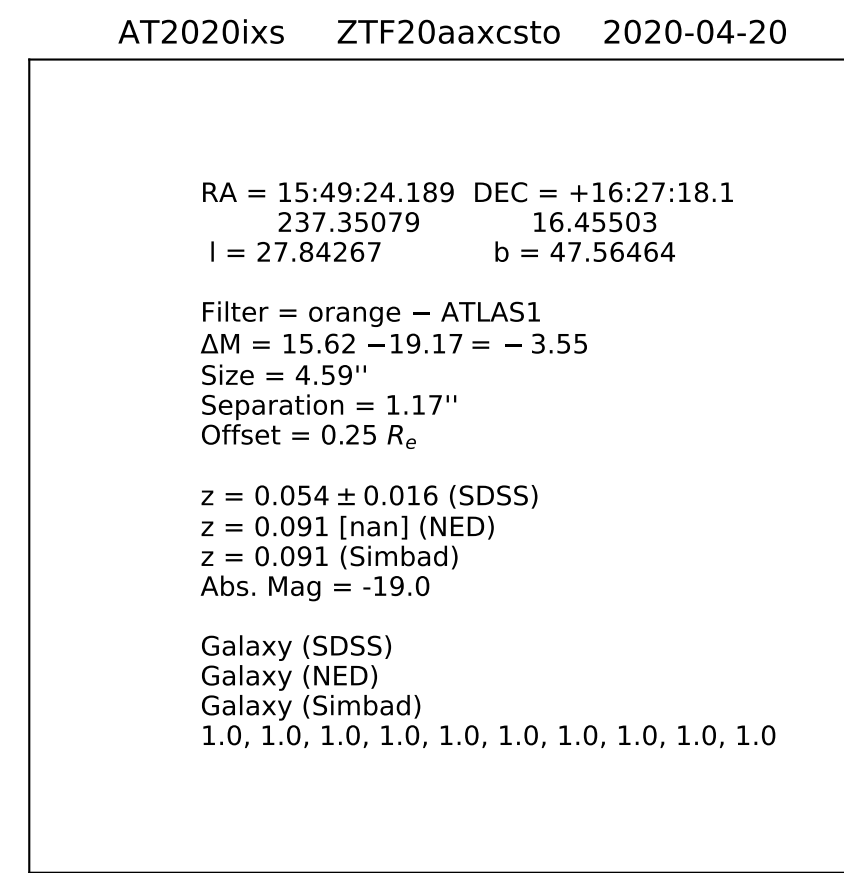 AT2020ixs ZTF20aaxcsto 2020-04-20
RA = 15:49:24.189 DEC = +16:27:18.1
237.35079 16.45503
l = 27.84267 b = 47.56464
Filter = orange − ATLAS1
ΔM = 15.62 −19.17 = − 3.55
Size = 4.59''
Separation = 1.17''
Offset = 0.25 Re
z = 0.054 ± 0.016 (SDSS)
z = 0.091 [nan] (NED)
z = 0.091 (Simbad)
Abs. Mag = -19.0
Galaxy (SDSS)
Galaxy (NED)
Galaxy (Simbad)
1.0, 1.0, 1.0, 1.0, 1.0, 1.0, 1.0, 1.0, 1.0, 1.0